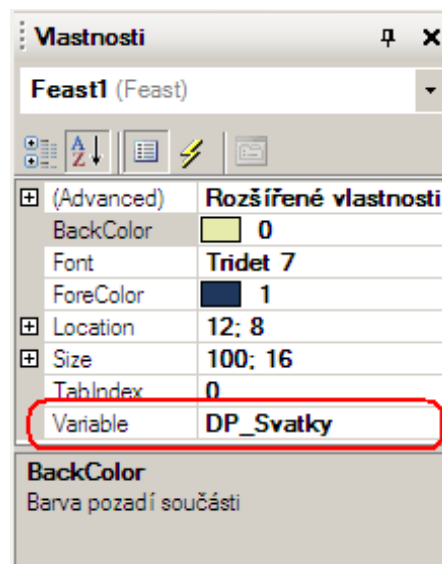 Vlastnosti
Feast1 (Feast)
(Advanced) Rozšířené vlastnosti
BackColor 0
Font Tridet 7
ForeColor 1
Location 12; 8
Size 100; 16
TabIndex 0
Variable DP_Svatky
BackColor
Barva pozadí součásti